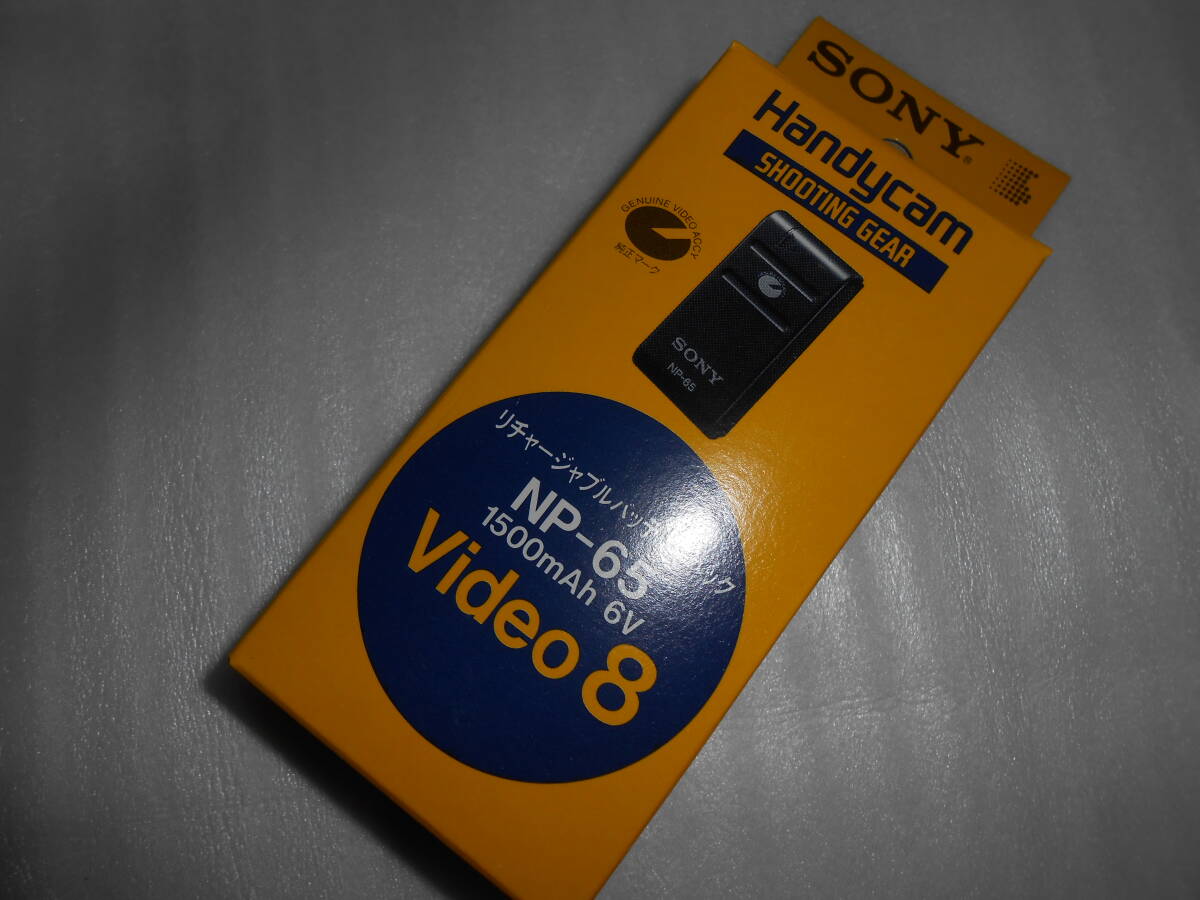 SONY®
Handycam
SHOOTING GEAR
GENUINE VIDEO ACC'Y
純正マーク
SONY
NP-65
リチャージャブルバッテリーパック
NP-65
1500mAh 6V
Video 8